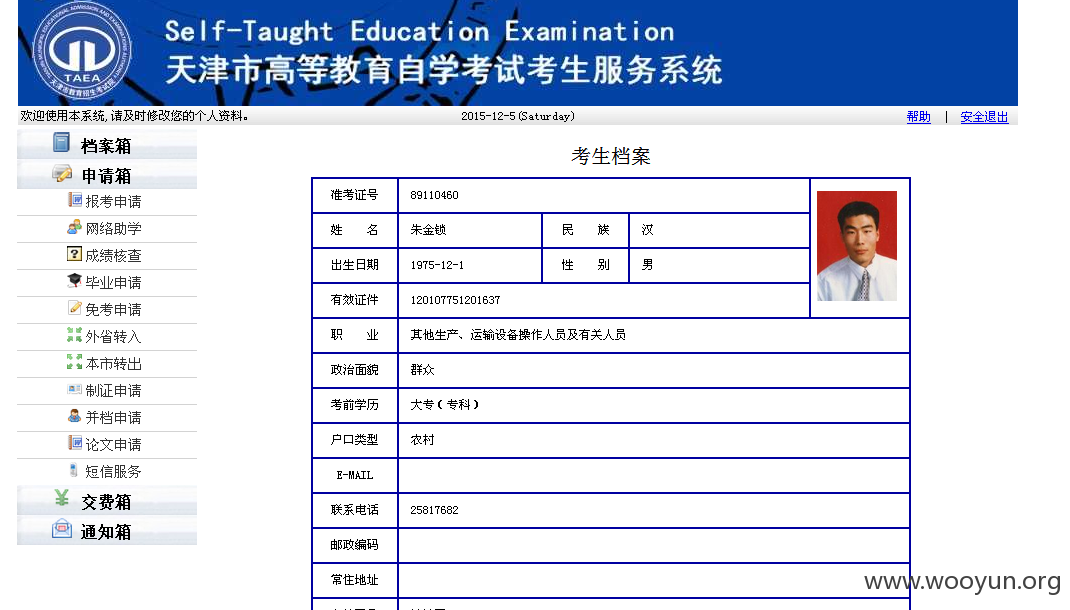 Self-Taught Education Examination
天津市高等教育自学考试考生服务系统
TAEA
欢迎使用本系统,请及时修改您的个人资料。 2015-12-5(Saturday) 帮助 | 安全退出
档案箱
申请箱
报考申请
网络助学
成绩核查
毕业申请
免考申请
外省转入
本市转出
制证申请
并档申请
论文申请
短信服务
交费箱
通知箱
考生档案
准考证号 89110460
姓 名 朱金锁 民 族 汉
出生日期 1975-12-1 性 别 男
有效证件 120107751201637
职 业 其他生产、运输设备操作人员及有关人员
政治面貌 群众
考前学历 大专(专科)
户口类型 农村
E-MAIL
联系电话 25817682
邮政编码
常住地址
www.wooyun.org